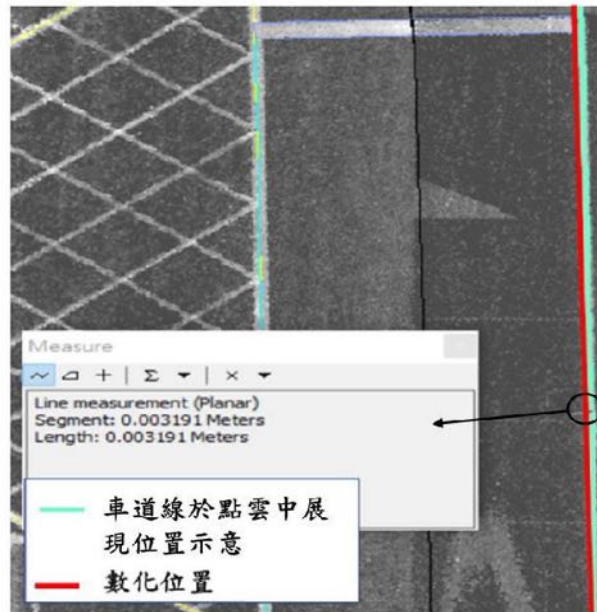 Measure
Line measurement (Planar)
Segment: 0.003191 Meters
Length: 0.003191 Meters
車道線於點雲中展
現位置示意
數化位置